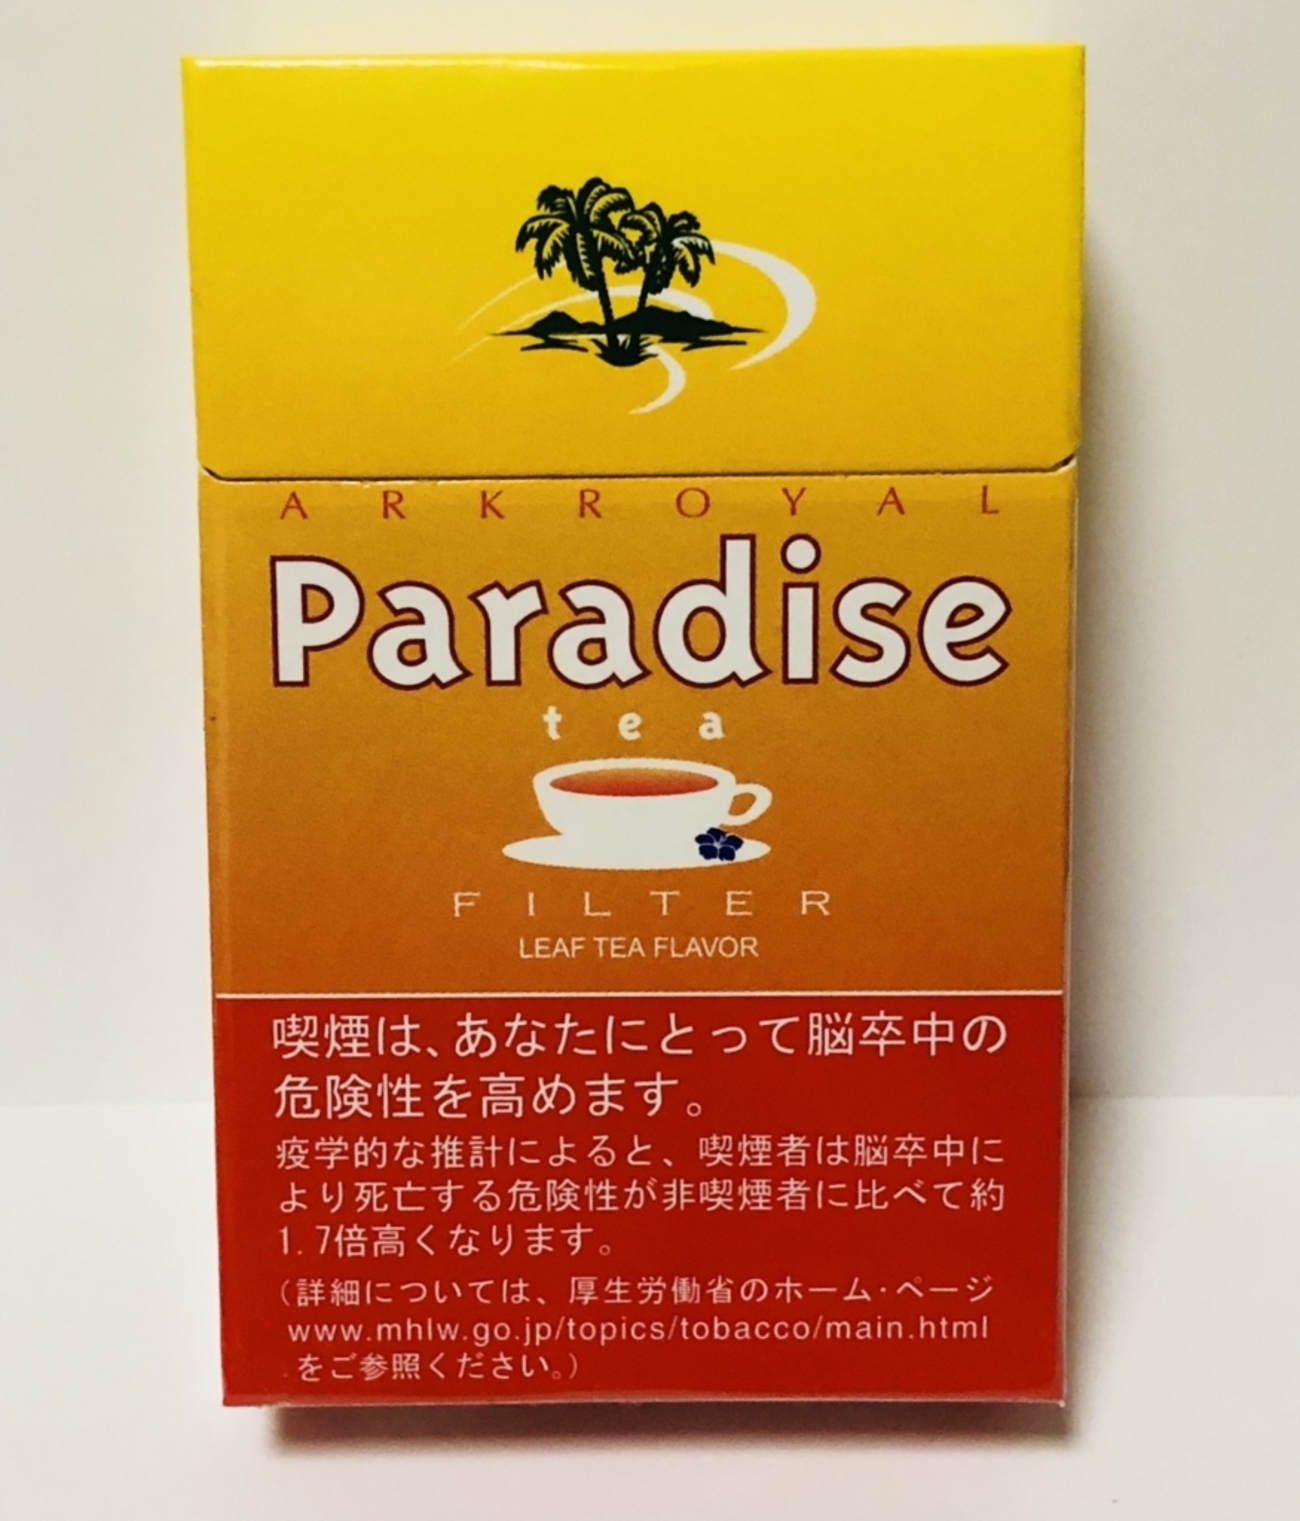 ARKROYAL
Paradise
tea
FILTER
LEAF TEA FLAVOR
喫煙は、あなたにとって脳卒中の
危険性を高めます。
疫学的な推計によると、喫煙者は脳卒中に
より死亡する危険性が非喫煙者に比べて約
1.7倍高くなります。
(詳細については、厚生労働省のホーム・ページ
www.mhlw.go.jp/topics/tobacco/main.html
をご参照ください。)